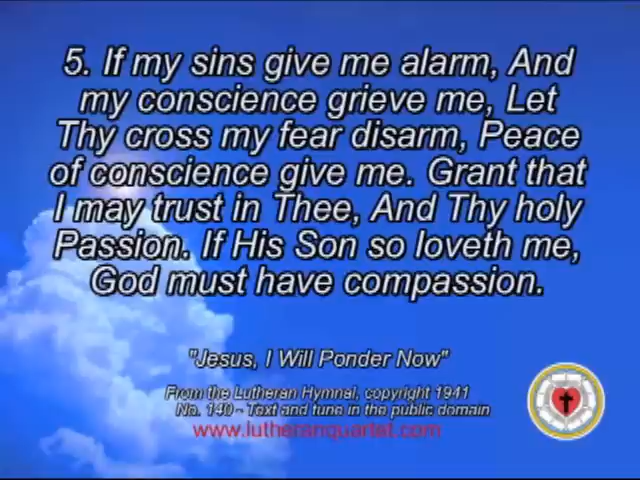 5. If my sins give me alarm, And
my conscience grieve me, Let
Thy cross my fear disarm, Peace
of conscience give me. Grant that
I may trust in Thee, And Thy holy
Passion. If His Son so loveth me,
God must have compassion.
"Jesus, I Will Ponder Now"
From the Lutheran Hymnal, copyright 1941
No. 140 - Text and tune in the public domain
www.lutheranquartet.com